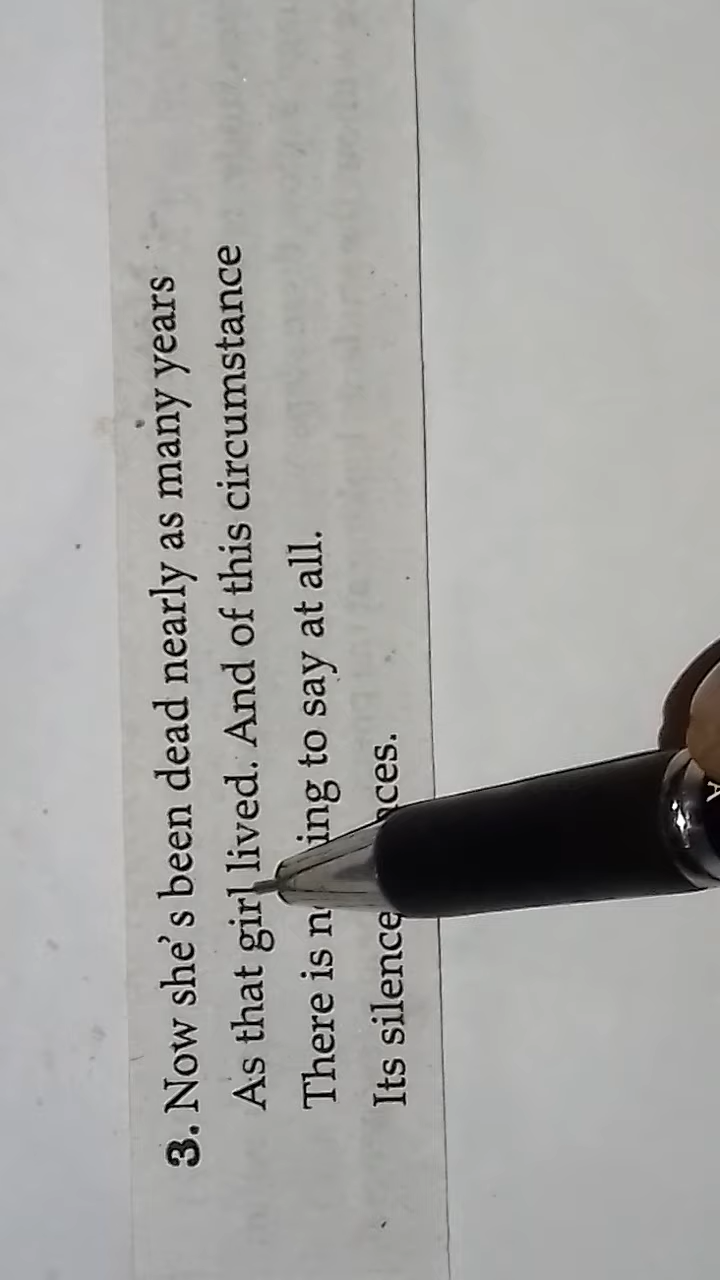 3. Now she's been dead nearly as many years
As that girl lived. And of this circumstance
There is to say at all.
Its